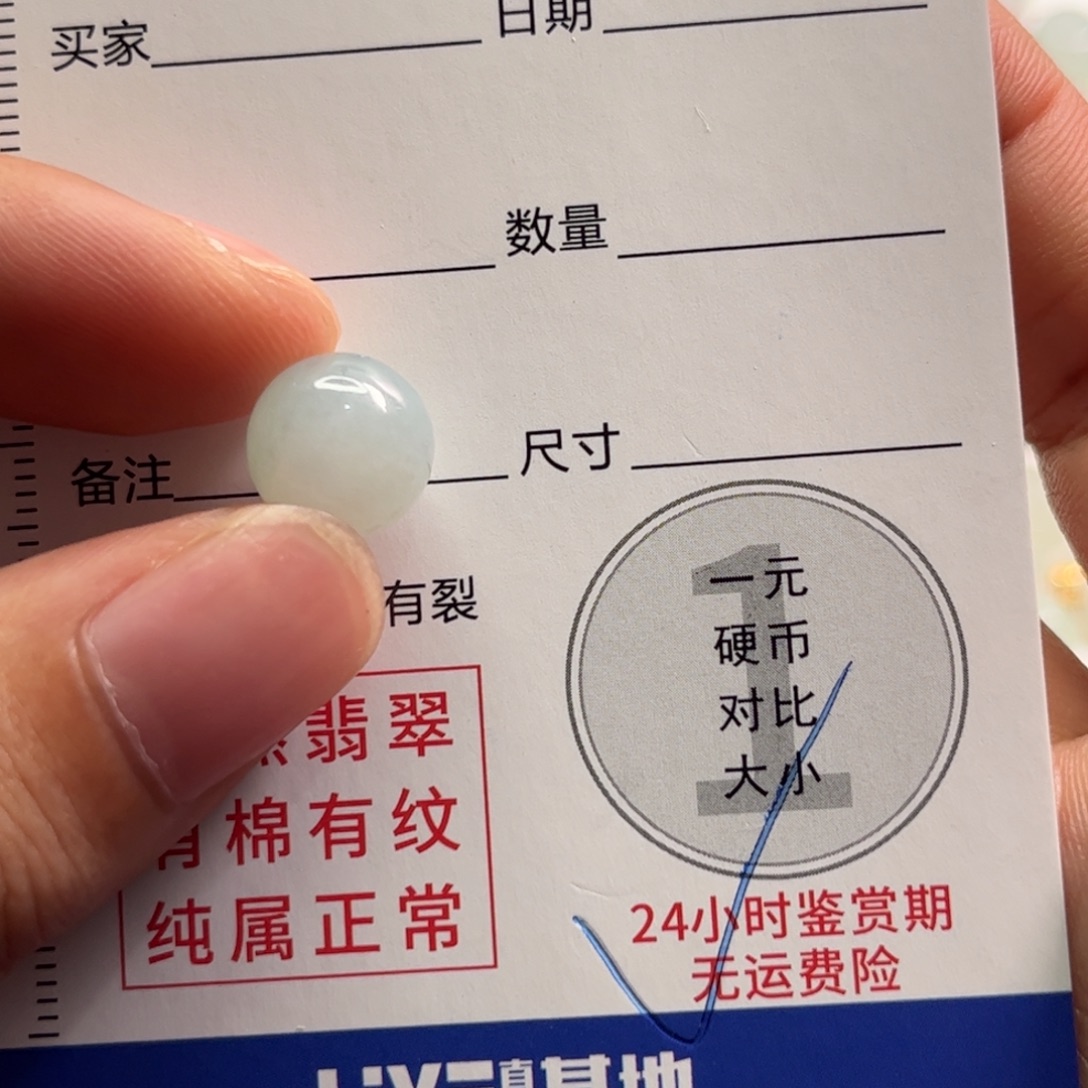 买家 日期
数量
备注 尺寸
有裂
翡翠
有棉有纹
纯属正常
一元
硬币
对比
大小
24小时鉴赏期
无运费险
基地